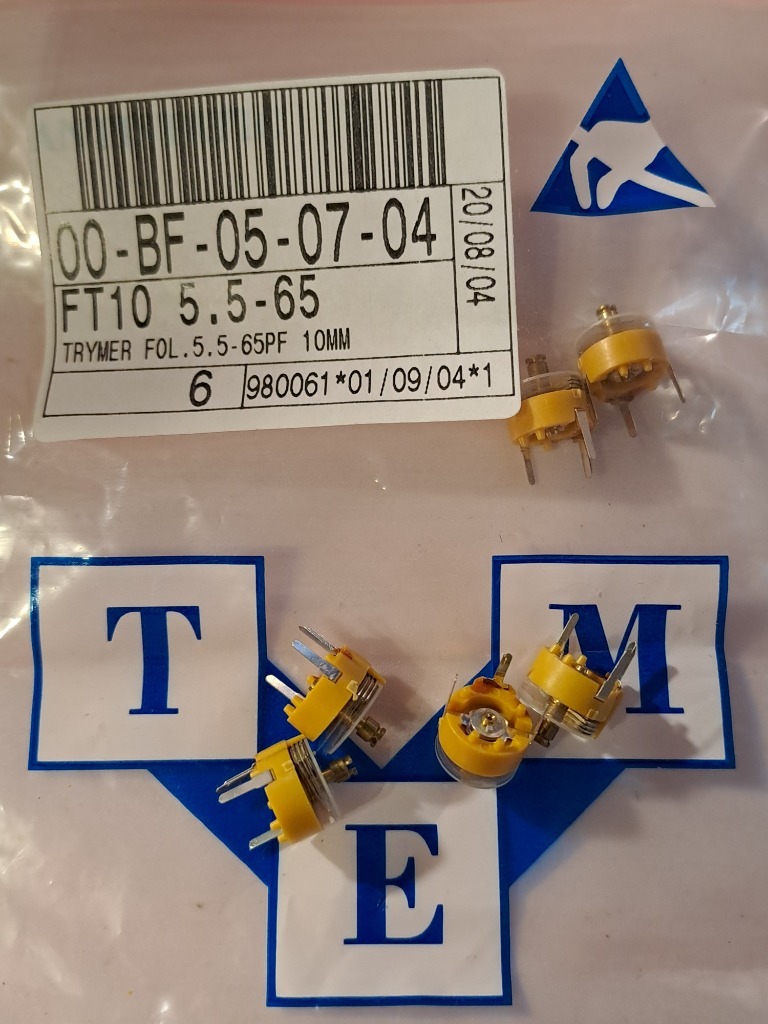 00-BF-05-07-04
20/08/04
FT10 5.5-65
TRYMER FOL.5.5-65PF 10MM
6
980061*01/09/04*1
T
M
E